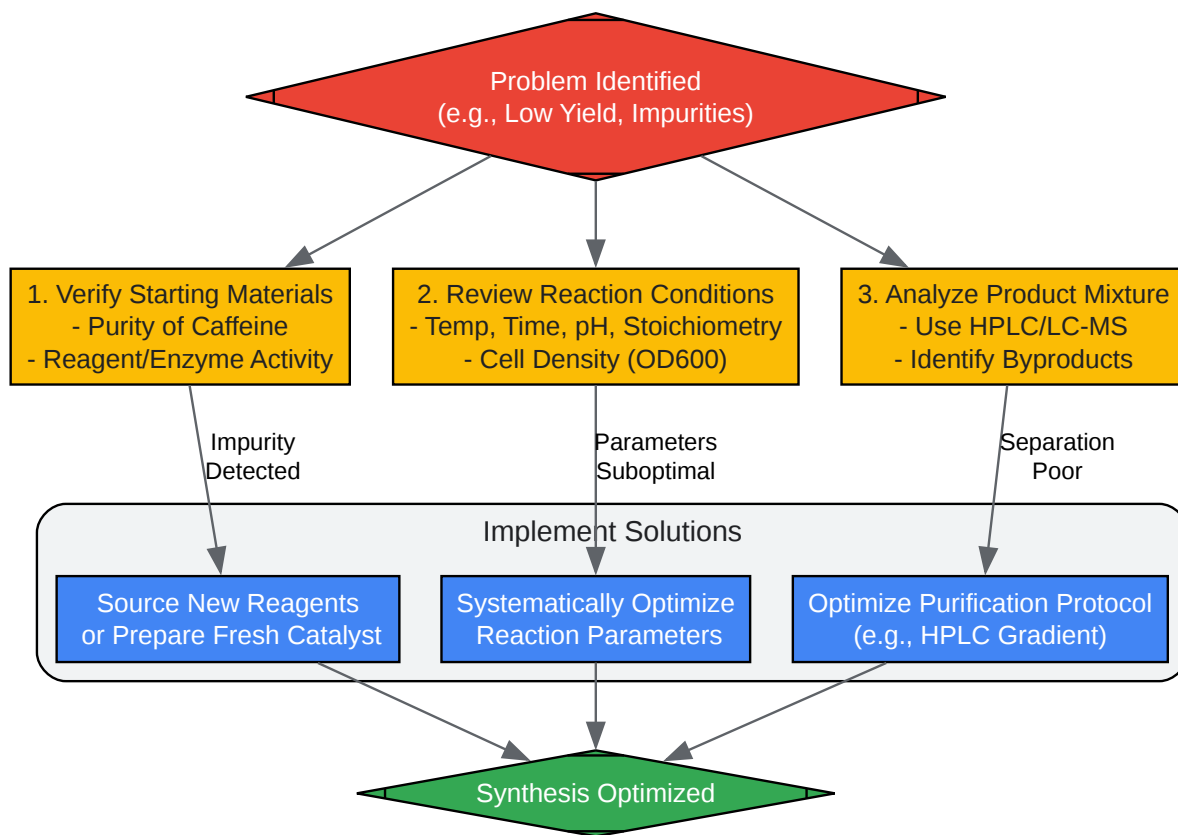 Problem Identified
(e.g., Low Yield, Impurities)
1. Verify Starting Materials
- Purity of Caffeine
- Reagent/Enzyme Activity
2. Review Reaction Conditions
- Temp, Time, pH, Stoichiometry
- Cell Density (OD600)
3. Analyze Product Mixture
- Use HPLC/LC-MS
- Identify Byproducts
Impurity
Detected
Parameters
Suboptimal
Separation
Poor
Implement Solutions
Source New Reagents
or Prepare Fresh Catalyst
Systematically Optimize
Reaction Parameters
Optimize Purification Protocol
(e.g., HPLC Gradient)
Synthesis Optimized